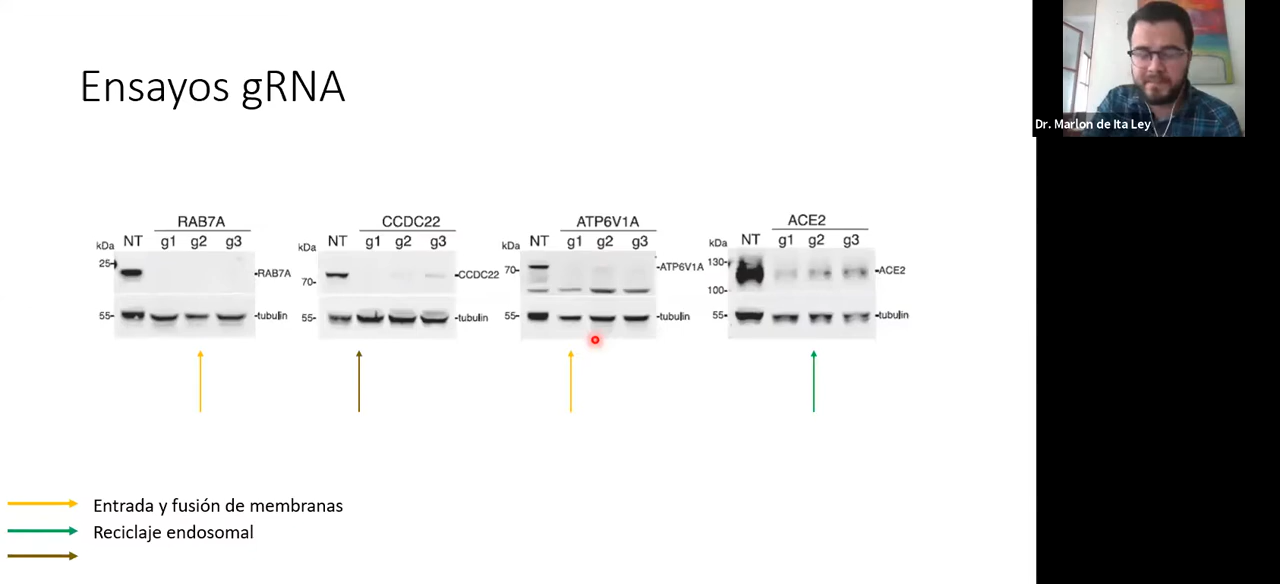 Dr. Marlon de Ita Ley
Ensayos gRNA
RAB7A
kDa NT g1 g2 g3
25-
-RAB7A
55-
-tubulin
CCDC22
kDa NT g1 g2 g3
70-
-CCDC22
55-
-tubulin
ATP6V1A
kDa NT g1 g2 g3
70-
-ATP6V1A
55-
-tubulin
ACE2
kDa NT g1 g2 g3
130-
-ACE2
100-
55-
-tubulin
Entrada y fusión de membranas
Reciclaje endosomal